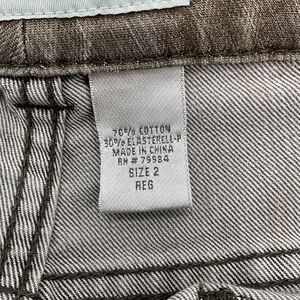 70% COTTON
30% ELASTERELL-P
MADE IN CHINA
RN # 79984
SIZE 2
REG